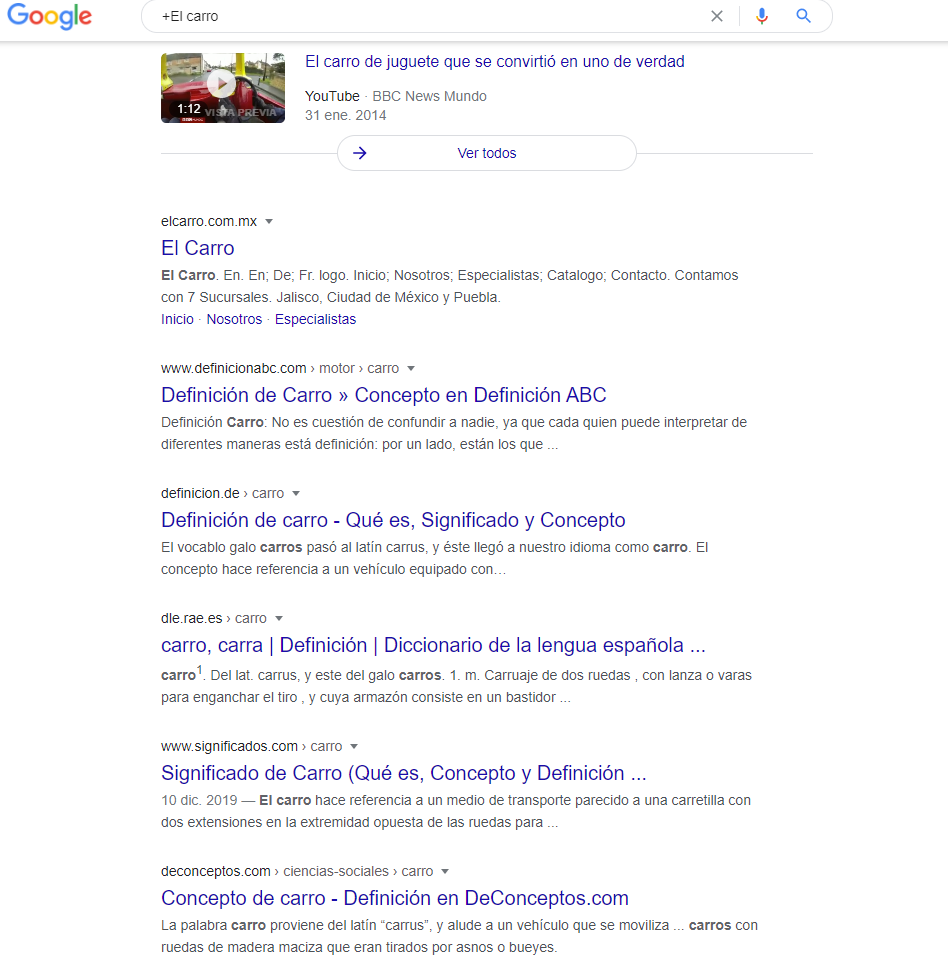 Google
+El carro
El carro de juguete que se convirtió en uno de verdad
1:12 VISTA PREVIA
YouTube · BBC News Mundo
31 ene. 2014
Ver todos
elcarro.com.mx
El Carro
El Carro. En. En; De; Fr. logo. Inicio; Nosotros; Especialistas; Catalogo; Contacto. Contamos
con 7 Sucursales. Jalisco, Ciudad de México y Puebla.
Inicio · Nosotros · Especialistas
www.definicionabc.com › motor › carro
Definición de Carro » Concepto en Definición ABC
Definición Carro: No es cuestión de confundir a nadie, ya que cada quien puede interpretar de
diferentes maneras está definición: por un lado, están los que ...
definicion.de › carro
Definición de carro - Qué es, Significado y Concepto
El vocablo galo carros pasó al latín carrus, y éste llegó a nuestro idioma como carro. El
concepto hace referencia a un vehículo equipado con…
dle.rae.es › carro
carro, carra | Definición | Diccionario de la lengua española ...
carro1. Del lat. carrus, y este del galo carros. 1. m. Carruaje de dos ruedas , con lanza o varas
para enganchar el tiro , y cuya armazón consiste en un bastidor ...
www.significados.com › carro
Significado de Carro (Qué es, Concepto y Definición ...
10 dic. 2019 — El carro hace referencia a un medio de transporte parecido a una carretilla con
dos extensiones en la extremidad opuesta de las ruedas para ...
deconceptos.com › ciencias-sociales › carro
Concepto de carro - Definición en DeConceptos.com
La palabra carro proviene del latín “carrus”, y alude a un vehículo que se moviliza ... carros con
ruedas de madera maciza que eran tirados por asnos o bueyes.